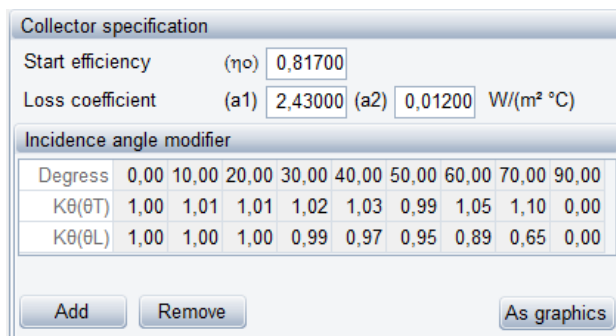 Collector specification
Start efficiency (ηo) 0,81700
Loss coefficient (a1) 2,43000 (a2) 0,01200 W/(m² °C)
Incidence angle modifier
Degress 0,00 10,00 20,00 30,00 40,00 50,00 60,00 70,00 90,00
Kθ(θT) 1,00 1,01 1,01 1,02 1,03 0,99 1,05 1,10 0,00
Kθ(θL) 1,00 1,00 1,00 0,99 0,97 0,95 0,89 0,65 0,00
Add Remove As graphics